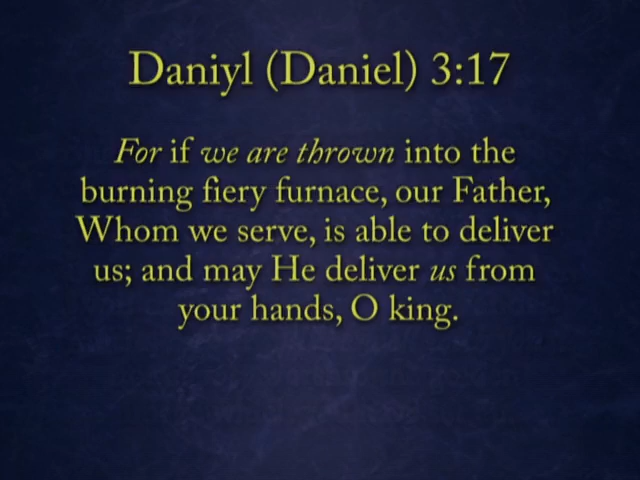 Daniyl (Daniel) 3:17
For if we are thrown into the
burning fiery furnace, our Father,
Whom we serve, is able to deliver
us; and may He deliver us from
your hands, O king.